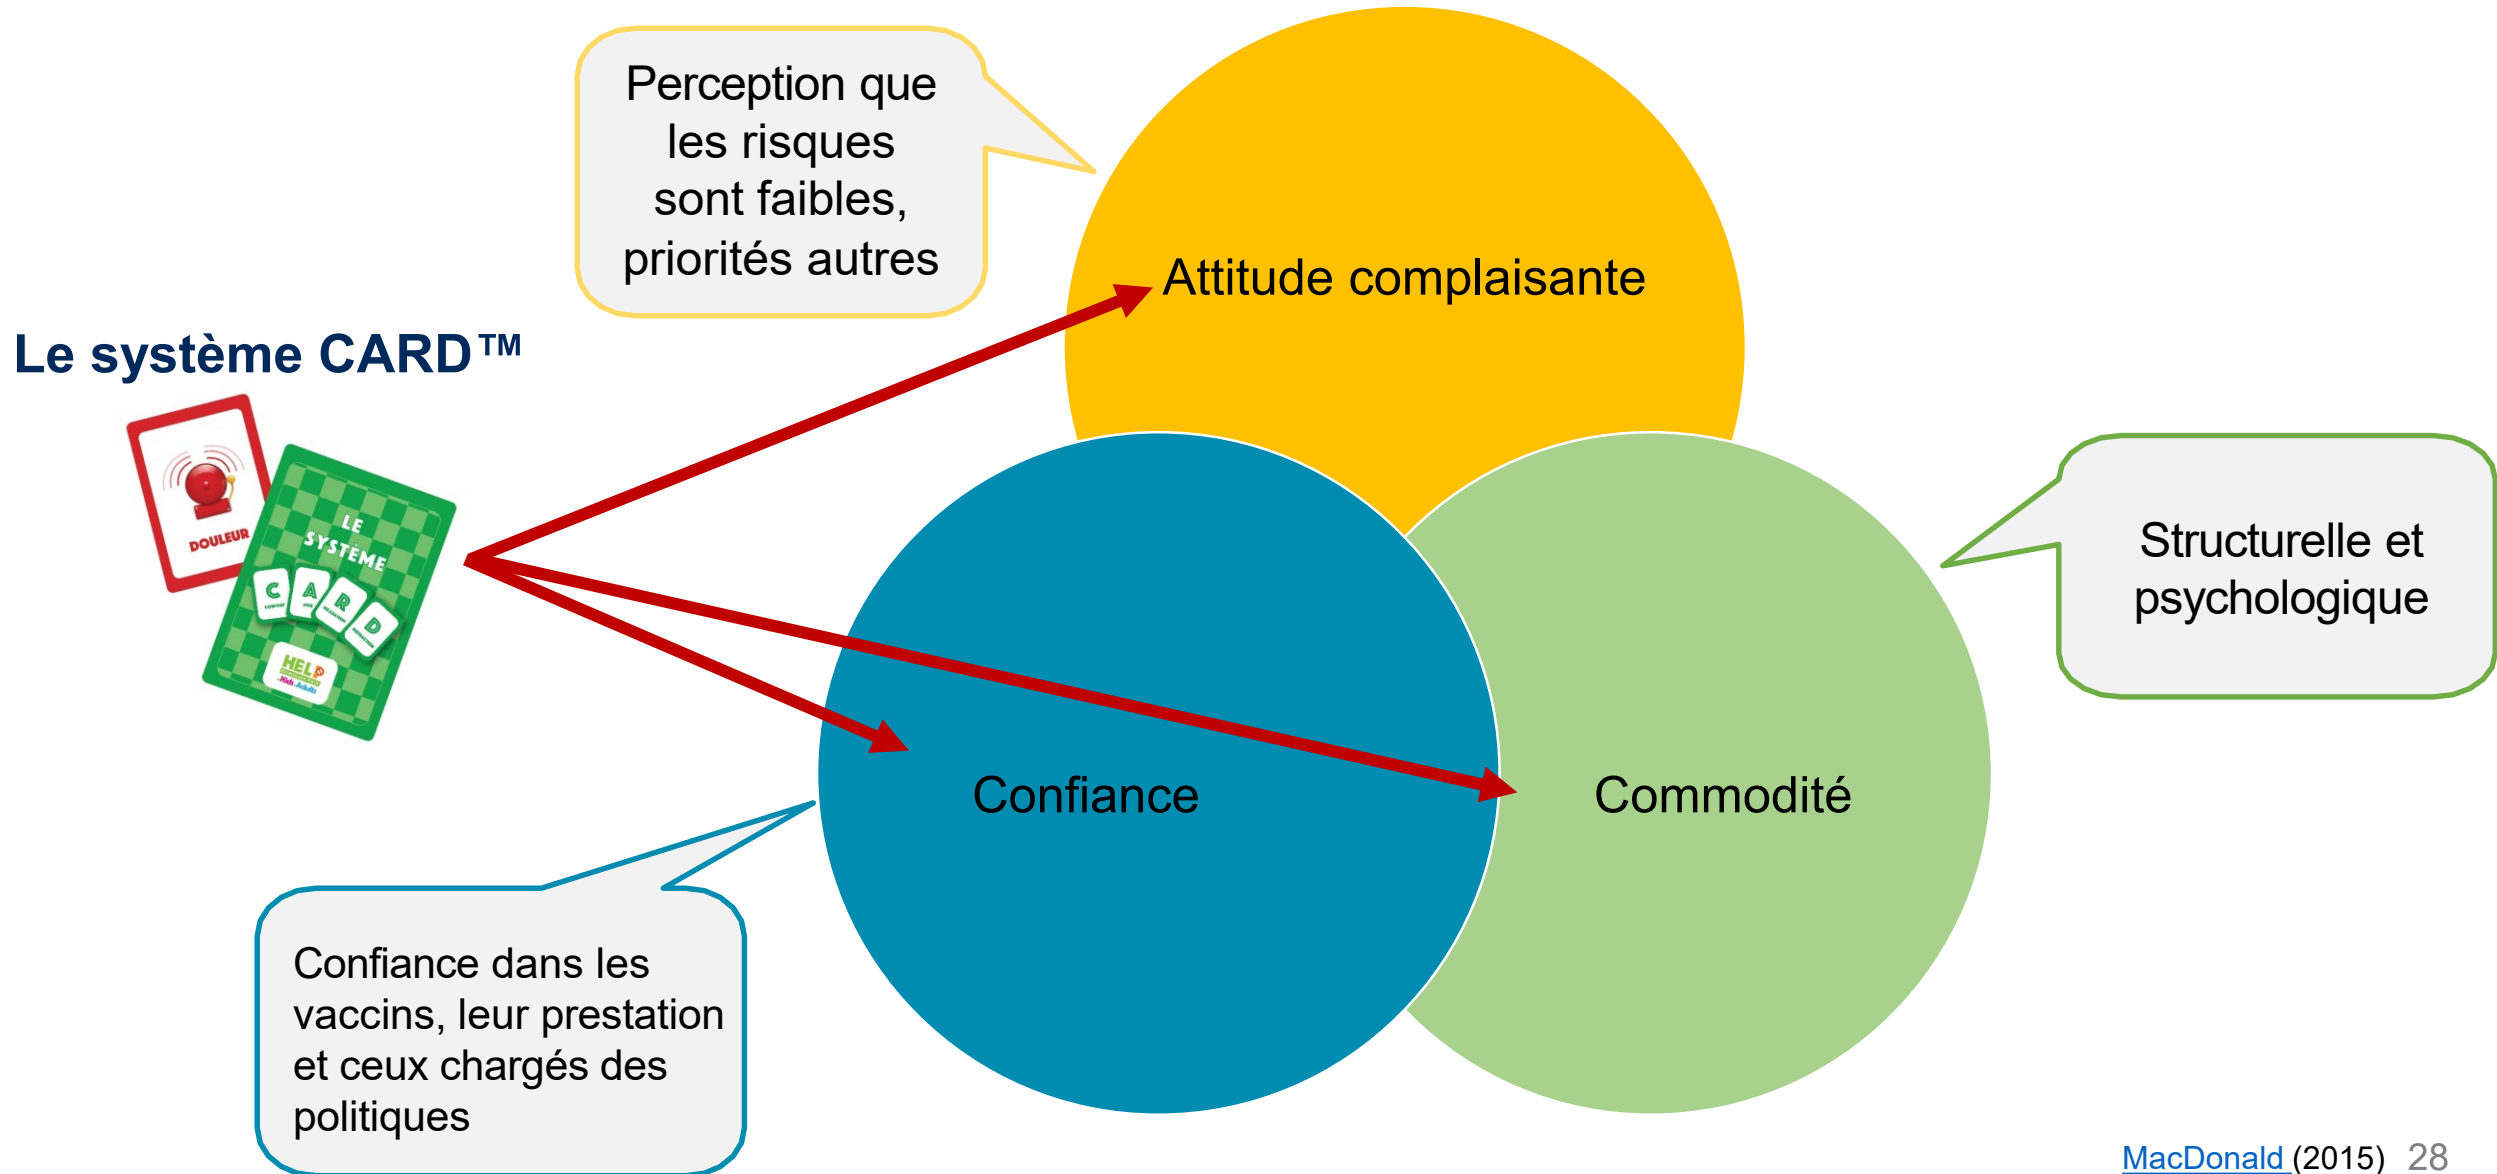 Perception que
les risques
sont faibles,
priorités autres
Attitude complaisante
Le système CARD™
DOULEUR
LE
SYSTÈME
C
A
R
D
HELP
Structurelle et
psychologique
Confiance
Commodité
Confiance dans les
vaccins, leur prestation
et ceux chargés des
politiques
MacDonald (2015) 28